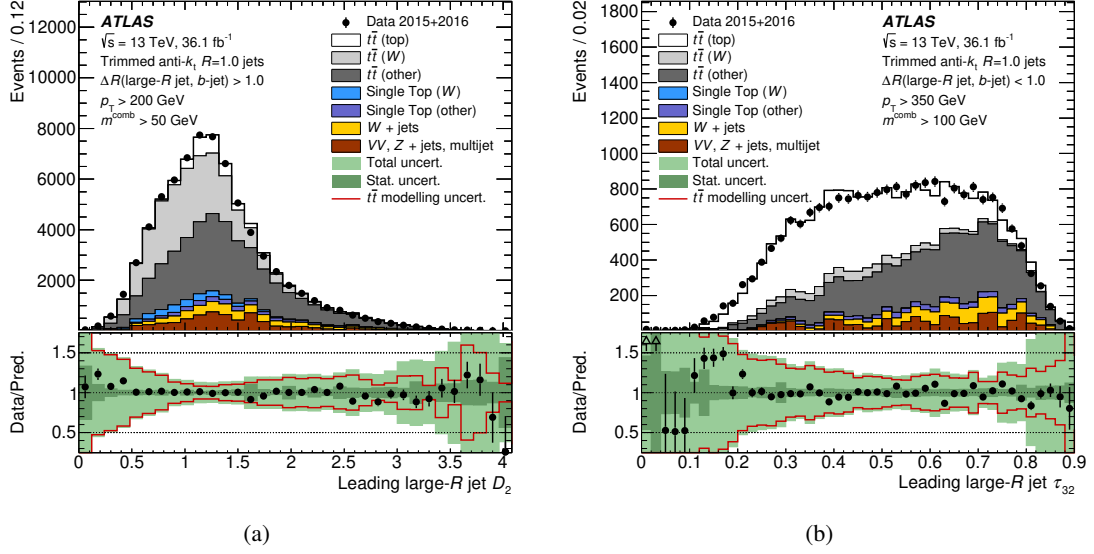 Events / 0.12
12000
10000
8000
6000
4000
2000
ATLAS
√s = 13 TeV, 36.1 fb⁻¹
Trimmed anti-kₜ R=1.0 jets
ΔR(large-R jet, b-jet) > 1.0
p_T > 200 GeV
m^comb > 50 GeV
Data 2015+2016
tt̄ (top)
tt̄ (W)
tt̄ (other)
Single Top (W)
Single Top (other)
W + jets
VV, Z + jets, multijet
Total uncert.
Stat. uncert.
tt̄ modelling uncert.
Data/Pred.
1.5
1
0.5
0 0.5 1 1.5 2 2.5 3 3.5 4
Leading large-R jet D₂
(a)
Events / 0.02
1800
1600
1400
1200
1000
800
600
400
200
Data 2015+2016
tt̄ (top)
tt̄ (W)
tt̄ (other)
Single Top (W)
Single Top (other)
W + jets
VV, Z + jets, multijet
Total uncert.
Stat. uncert.
tt̄ modelling uncert.
ATLAS
√s = 13 TeV, 36.1 fb⁻¹
Trimmed anti-kₜ R=1.0 jets
ΔR(large-R jet, b-jet) < 1.0
p_T > 350 GeV
m^comb > 100 GeV
Data/Pred.
1.5
1
0.5
0 0.1 0.2 0.3 0.4 0.5 0.6 0.7 0.8 0.9
Leading large-R jet τ₃₂
(b)